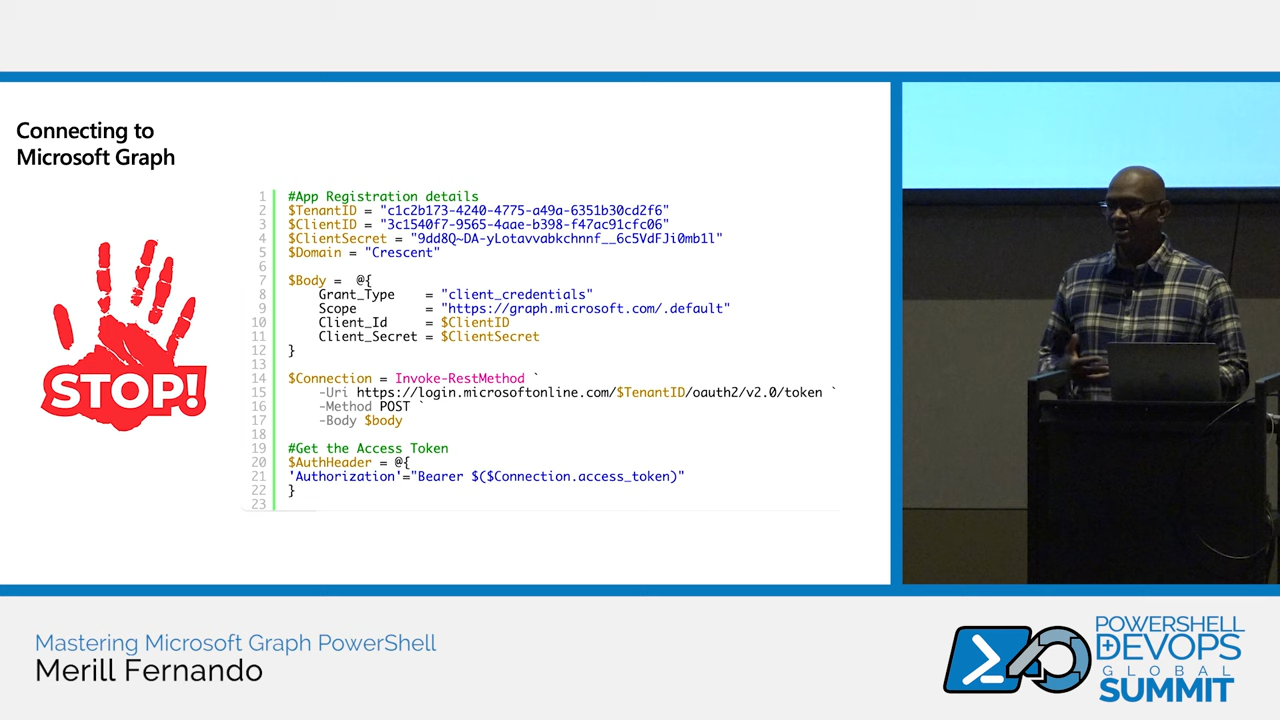 Connecting to
Microsoft Graph
STOP!
1 #App Registration details
2 $TenantID = "c1c2b173-4240-4775-a49a-6351b30cd2f6"
3 $ClientID = "3c1540f7-9565-4aae-b398-f47ac91cfc06"
4 $ClientSecret = "9dd8Q~DA-yLotavvabkchnnf__6c5VdFJi0mb1l"
5 $Domain = "Crescent"
6
7 $Body =  @{
8     Grant_Type    = "client_credentials"
9     Scope         = "https://graph.microsoft.com/.default"
10     Client_Id     = $ClientID
11     Client_Secret = $ClientSecret
12 }
13
14 $Connection = Invoke-RestMethod `
15     -Uri https://login.microsoftonline.com/$TenantID/oauth2/v2.0/token `
16     -Method POST `
17     -Body $body
18
19 #Get the Access Token
20 $AuthHeader = @{
21 'Authorization'="Bearer $($Connection.access_token)"
22 }
23
Mastering Microsoft Graph PowerShell
Merill Fernando
POWERSHELL
+DEVOPS
GLOBAL
SUMMIT